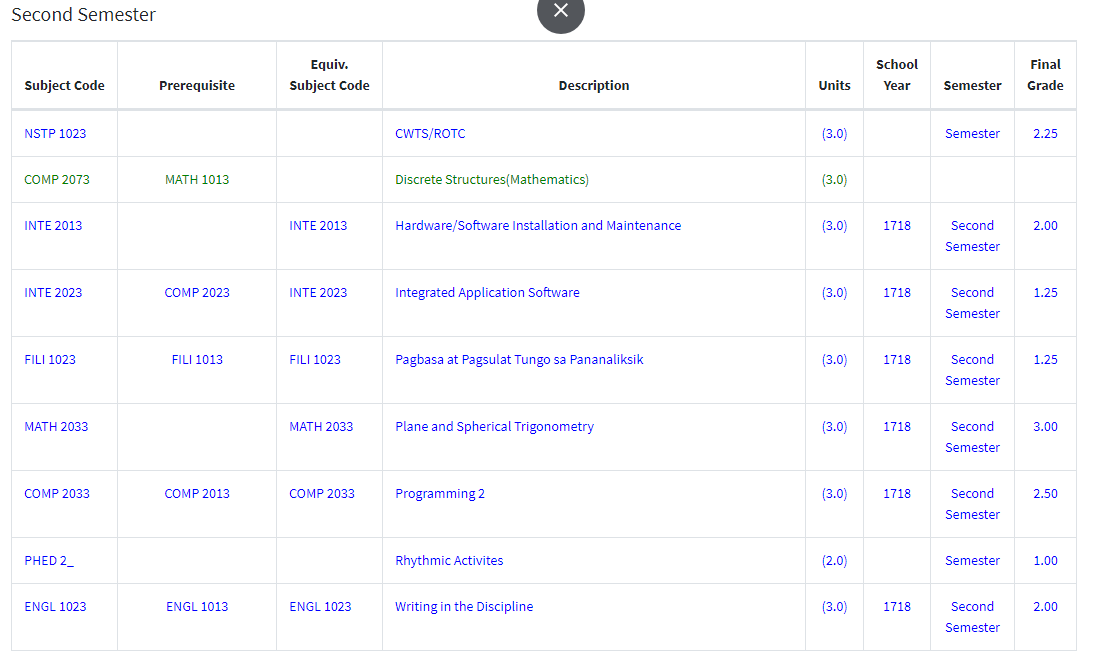 Second Semester
Subject Code Prerequisite Equiv. Subject Code Description Units School Year Semester Final Grade
NSTP 1023 CWTS/ROTC (3.0) Semester 2.25
COMP 2073 MATH 1013 Discrete Structures(Mathematics) (3.0)
INTE 2013 INTE 2013 Hardware/Software Installation and Maintenance (3.0) 1718 Second Semester 2.00
INTE 2023 COMP 2023 INTE 2023 Integrated Application Software (3.0) 1718 Second Semester 1.25
FILI 1023 FILI 1013 FILI 1023 Pagbasa at Pagsulat Tungo sa Pananaliksik (3.0) 1718 Second Semester 1.25
MATH 2033 MATH 2033 Plane and Spherical Trigonometry (3.0) 1718 Second Semester 3.00
COMP 2033 COMP 2013 COMP 2033 Programming 2 (3.0) 1718 Second Semester 2.50
PHED 2_ Rhythmic Activites (2.0) Semester 1.00
ENGL 1023 ENGL 1013 ENGL 1023 Writing in the Discipline (3.0) 1718 Second Semester 2.00